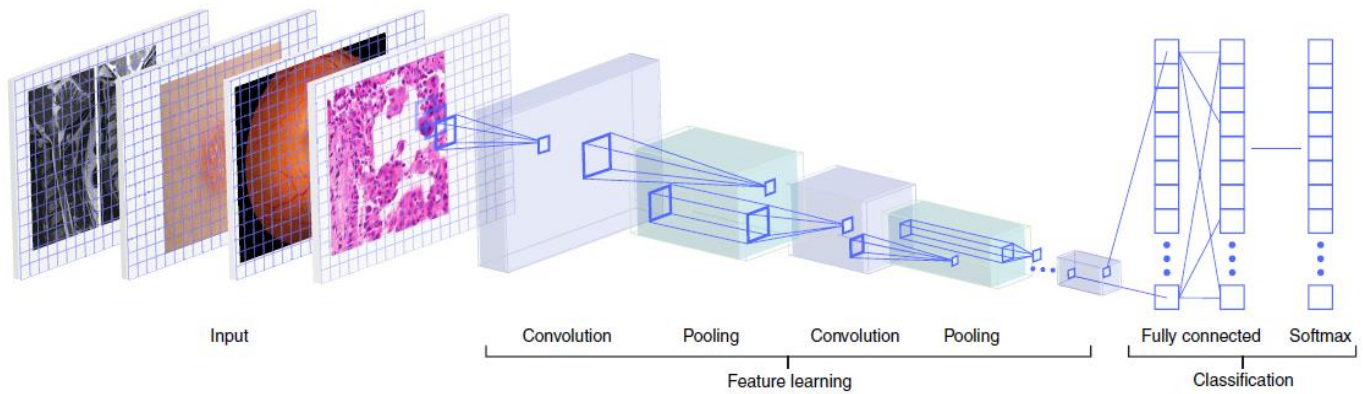 Input
Convolution
Pooling
Convolution
Pooling
Fully connected
Softmax
Feature learning
Classification